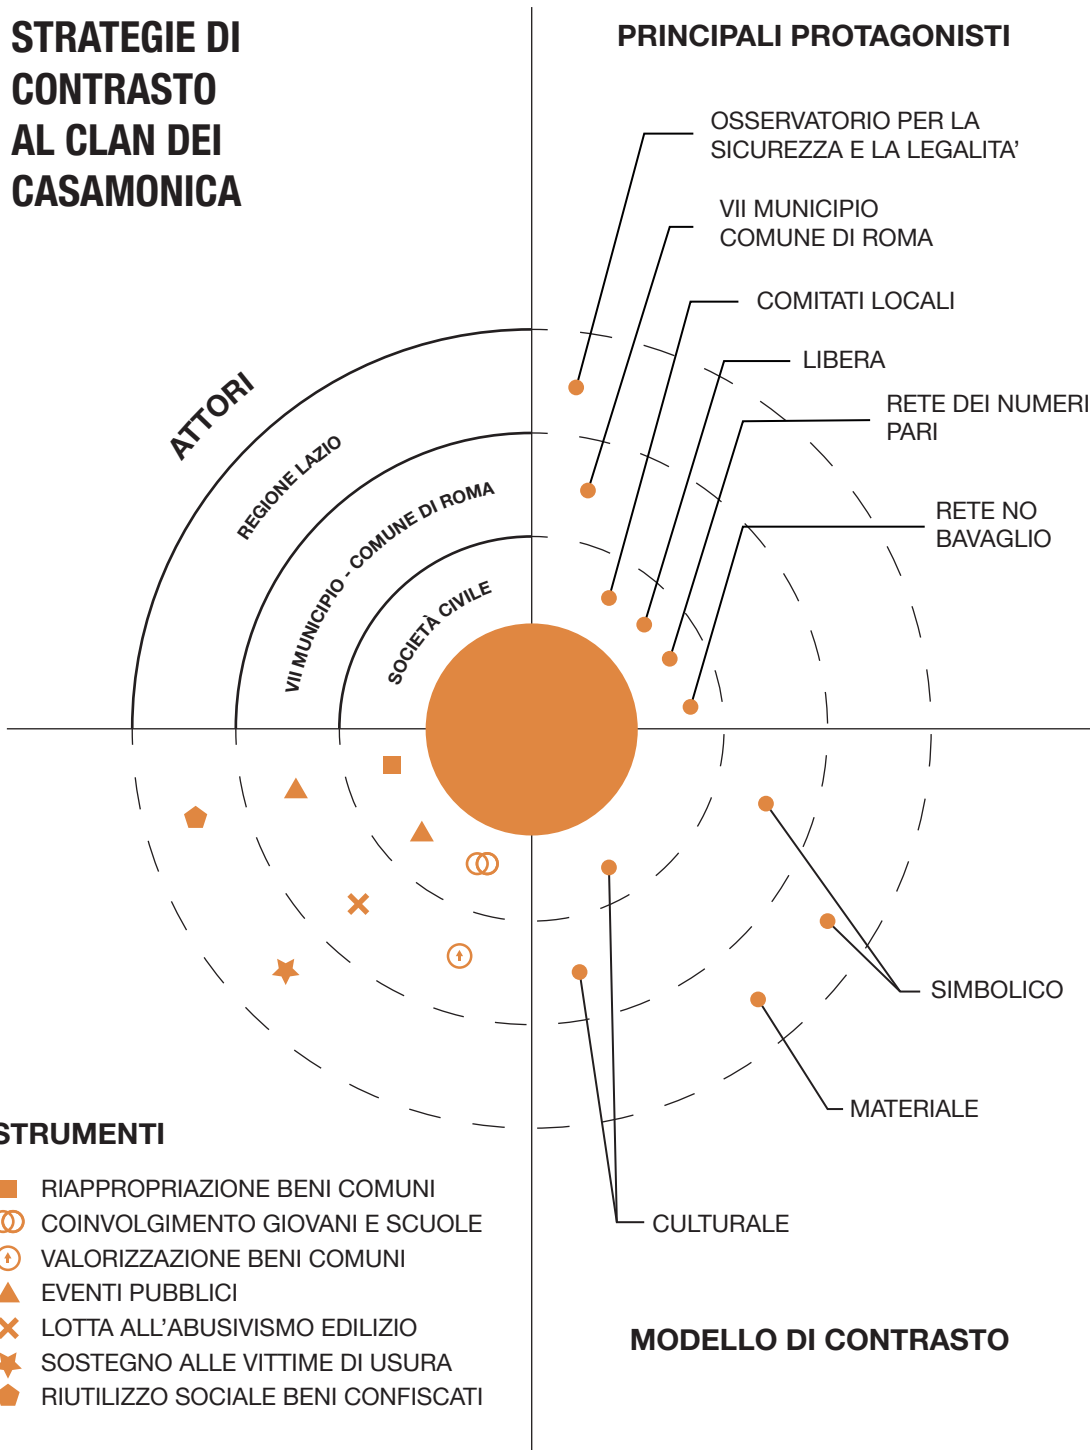 STRATEGIE DI
CONTRASTO
AL CLAN DEI
CASAMONICA
PRINCIPALI PROTAGONISTI
OSSERVATORIO PER LA
SICUREZZA E LA LEGALITA’
VII MUNICIPIO
COMUNE DI ROMA
COMITATI LOCALI
LIBERA
RETE DEI NUMERI
PARI
RETE NO
BAVAGLIO
ATTORI
REGIONE LAZIO
VII MUNICIPIO - COMUNE DI ROMA
SOCIETÀ CIVILE
SIMBOLICO
MATERIALE
CULTURALE
MODELLO DI CONTRASTO
STRUMENTI
RIAPPROPRIAZIONE BENI COMUNI
COINVOLGIMENTO GIOVANI E SCUOLE
VALORIZZAZIONE BENI COMUNI
EVENTI PUBBLICI
LOTTA ALL’ABUSIVISMO EDILIZIO
SOSTEGNO ALLE VITTIME DI USURA
RIUTILIZZO SOCIALE BENI CONFISCATI